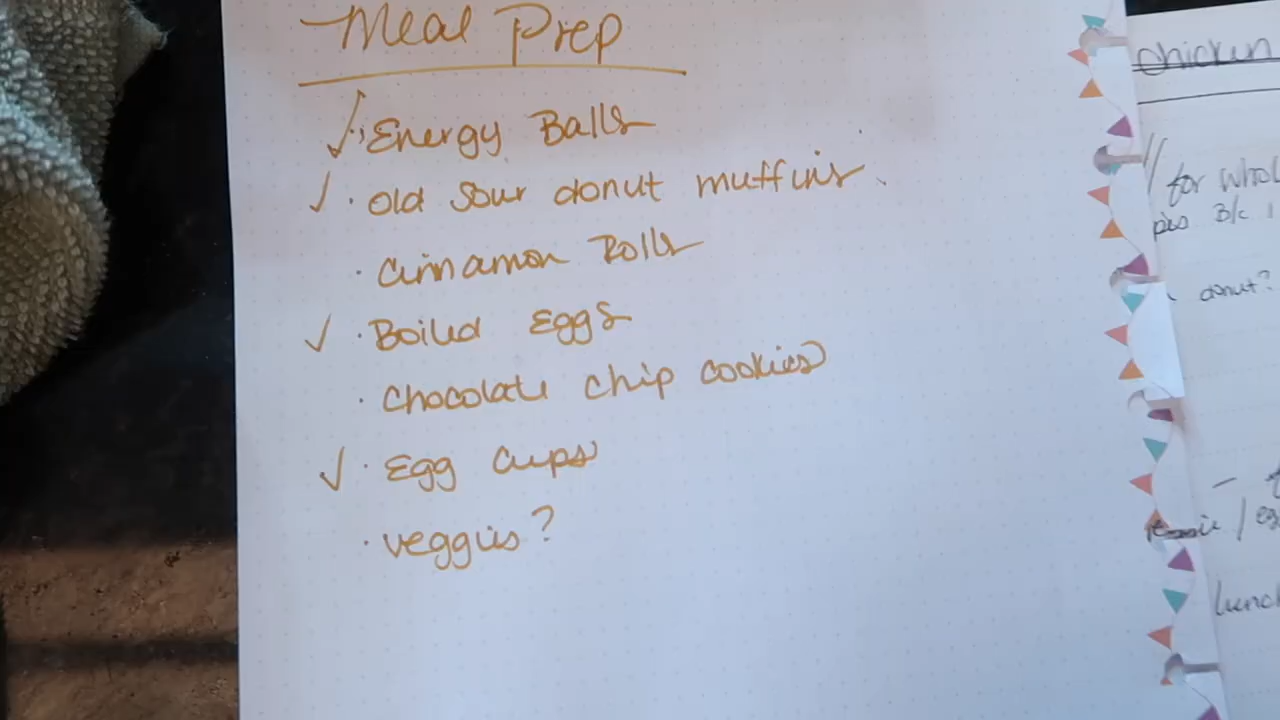 Meal Prep
✓ · Energy Balls
✓ · Old Sour donut muffins
· Cinnamon Rolls
✓ · Boiled Eggs
· Chocolate chip cookies
✓ · Egg Cups
· veggies?
chicken
for whol
B/c
donut?
lunch